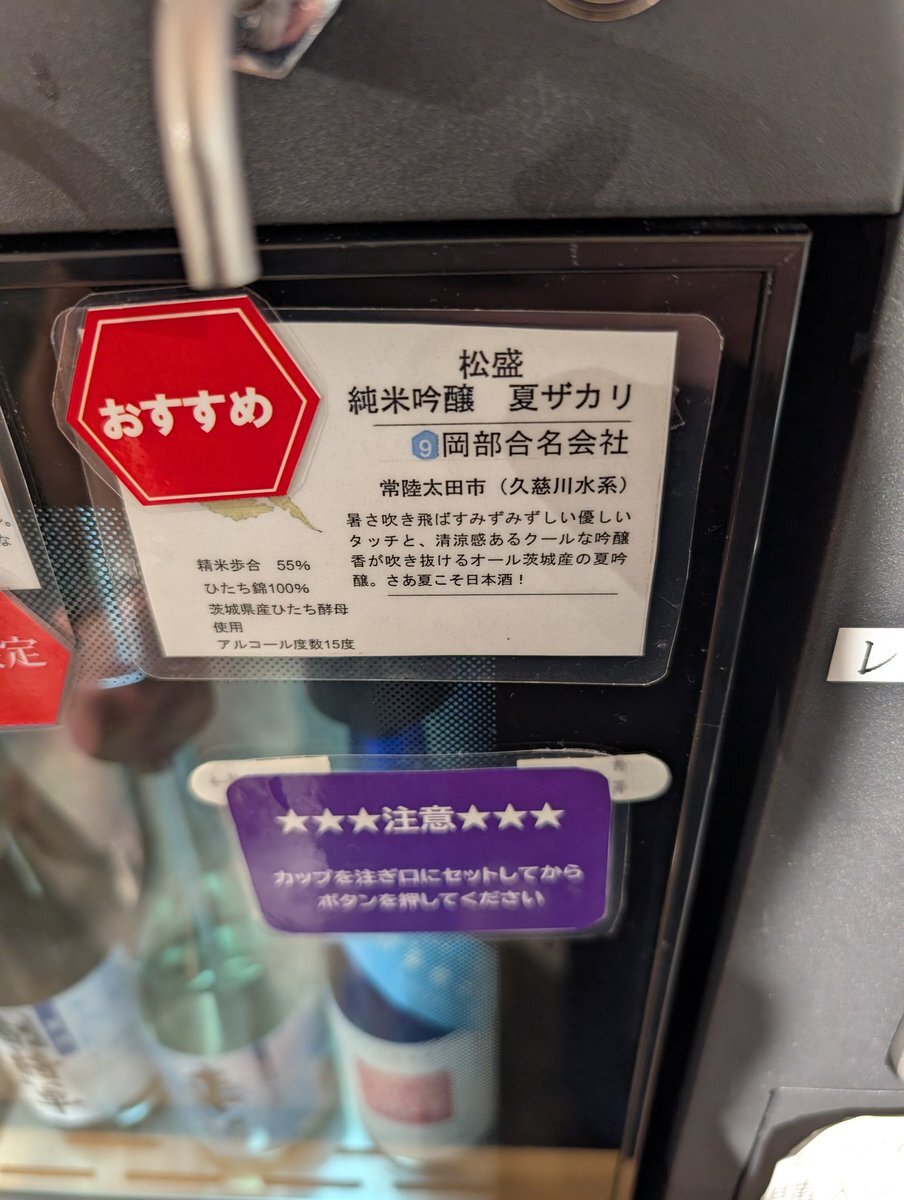 おすすめ
松盛
純米吟醸　夏ザカリ
9 岡部合名会社
常陸太田市（久慈川水系）
暑さ吹き飛ばすみずみずしい優しい
タッチと、清涼感あるクールな吟醸
香が吹き抜けるオール茨城産の夏吟
醸。さあ夏こそ日本酒！
精米歩合　55%
ひたち錦100%
茨城県産ひたち酵母
使用
アルコール度数15度
定
レ
★★★注意★★★
カップを注ぎ口にセットしてから
ボタンを押してください